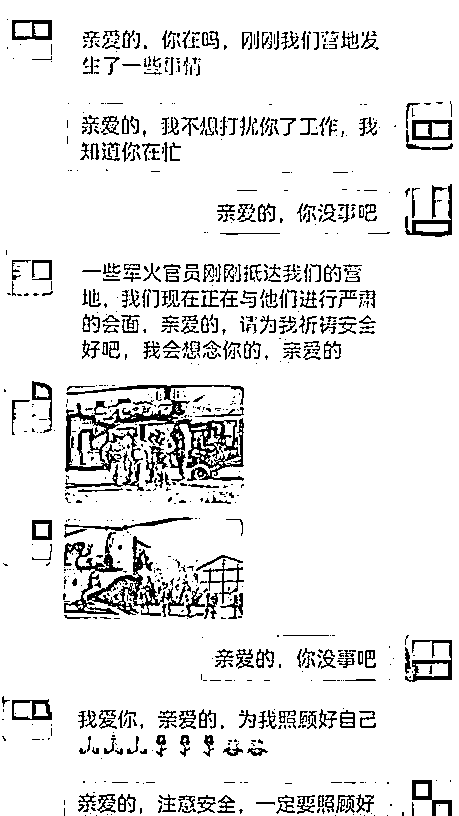 亲爱的，你在吗，刚刚我们营地发
生了一些事情
亲爱的，我不想打扰你了工作，我
知道你在忙
亲爱的，你没事吧
一些军火官员刚刚抵达我们的营
地，我们现在正在与他们进行严肃
的会面，亲爱的，请为我祈祷安全
好吧，我会想念你的，亲爱的
亲爱的，你没事吧
我爱你，亲爱的，为我照顾好自己
亲爱的，注意安全，一定要照顾好